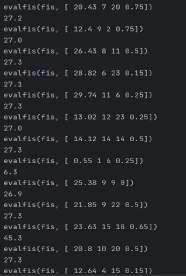 evalfis(fis, [ 20.43 7 20 0.75])
27.2
evalfis(fis, [ 12.4 9 2 0.75])
27.0
evalfis(fis, [ 26.43 8 11 0.5])
27.3
evalfis(fis, [ 28.82 6 23 0.15])
27.1
evalfis(fis, [ 29.74 11 6 0.25])
27.3
evalfis(fis, [ 13.02 12 23 0.25])
27.0
evalfis(fis, [ 14.12 14 14 0.5])
27.3
evalfis(fis, [ 0.55 1 6 0.25])
6.3
evalfis(fis, [ 25.38 9 9 0])
26.9
evalfis(fis, [ 21.85 9 22 0.5])
27.3
evalfis(fis, [ 23.63 15 18 0.65])
45.3
evalfis(fis, [ 20.8 10 20 0.5])
27.3
evalfis(fis, [ 12.64 4 15 0.15])